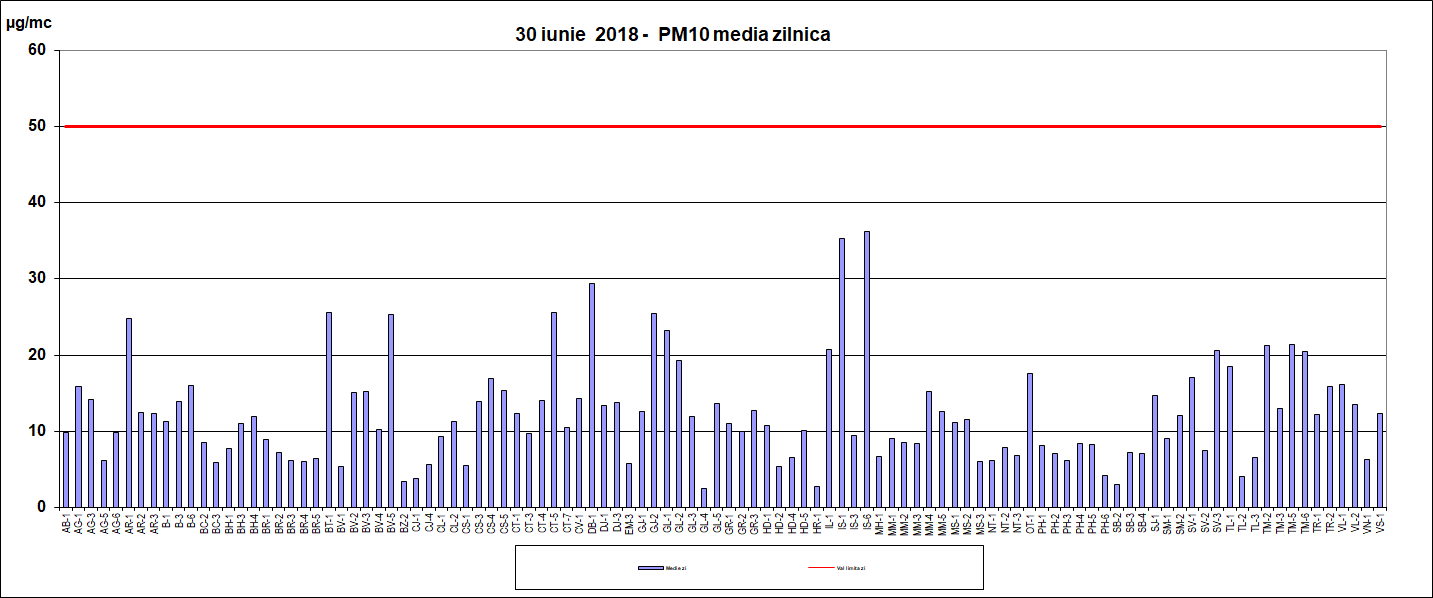 µg/mc
30 iunie 2018 - PM10 media zilnica
60
50
40
30
20
10
0
AB-1 AG-1 AG-3 AG-5 AG-6 AR-1 AR-2 AR-3 B-1 B-3 B-6 BC-2 BC-3 BH-1 BH-3 BH-4 BR-1 BR-2 BR-3 BR-4 BR-5 BT-1 BV-1 BV-2 BV-3 BV-4 BV-5 BZ-2 CJ-1 CJ-4 CL-1 CL-2 CS-1 CS-3 CS-4 CS-5 CT-1 CT-3 CT-4 CT-5 CT-7 CV-1 DB-1 DJ-1 DJ-3 EM-3 GJ-1 GJ-2 GL-1 GL-2 GL-3 GL-4 GL-5 GR-1 GR-2 GR-3 HD-1 HD-2 HD-4 HD-5 HR-1 IL-1 IS-1 IS-3 IS-6 MH-1 MM-1 MM-2 MM-3 MM-4 MM-5 MS-1 MS-2 MS-3 NT-1 NT-2 NT-3 OT-1 PH-1 PH-2 PH-3 PH-4 PH-5 PH-6 SB-2 SB-3 SB-4 SJ-1 SM-1 SM-2 SV-1 SV-2 SV-3 TL-1 TL-2 TL-3 TM-2 TM-3 TM-5 TM-6 TR-1 TR-2 VL-1 VL-2 VN-1 VS-1
Medie zi Val limita zi